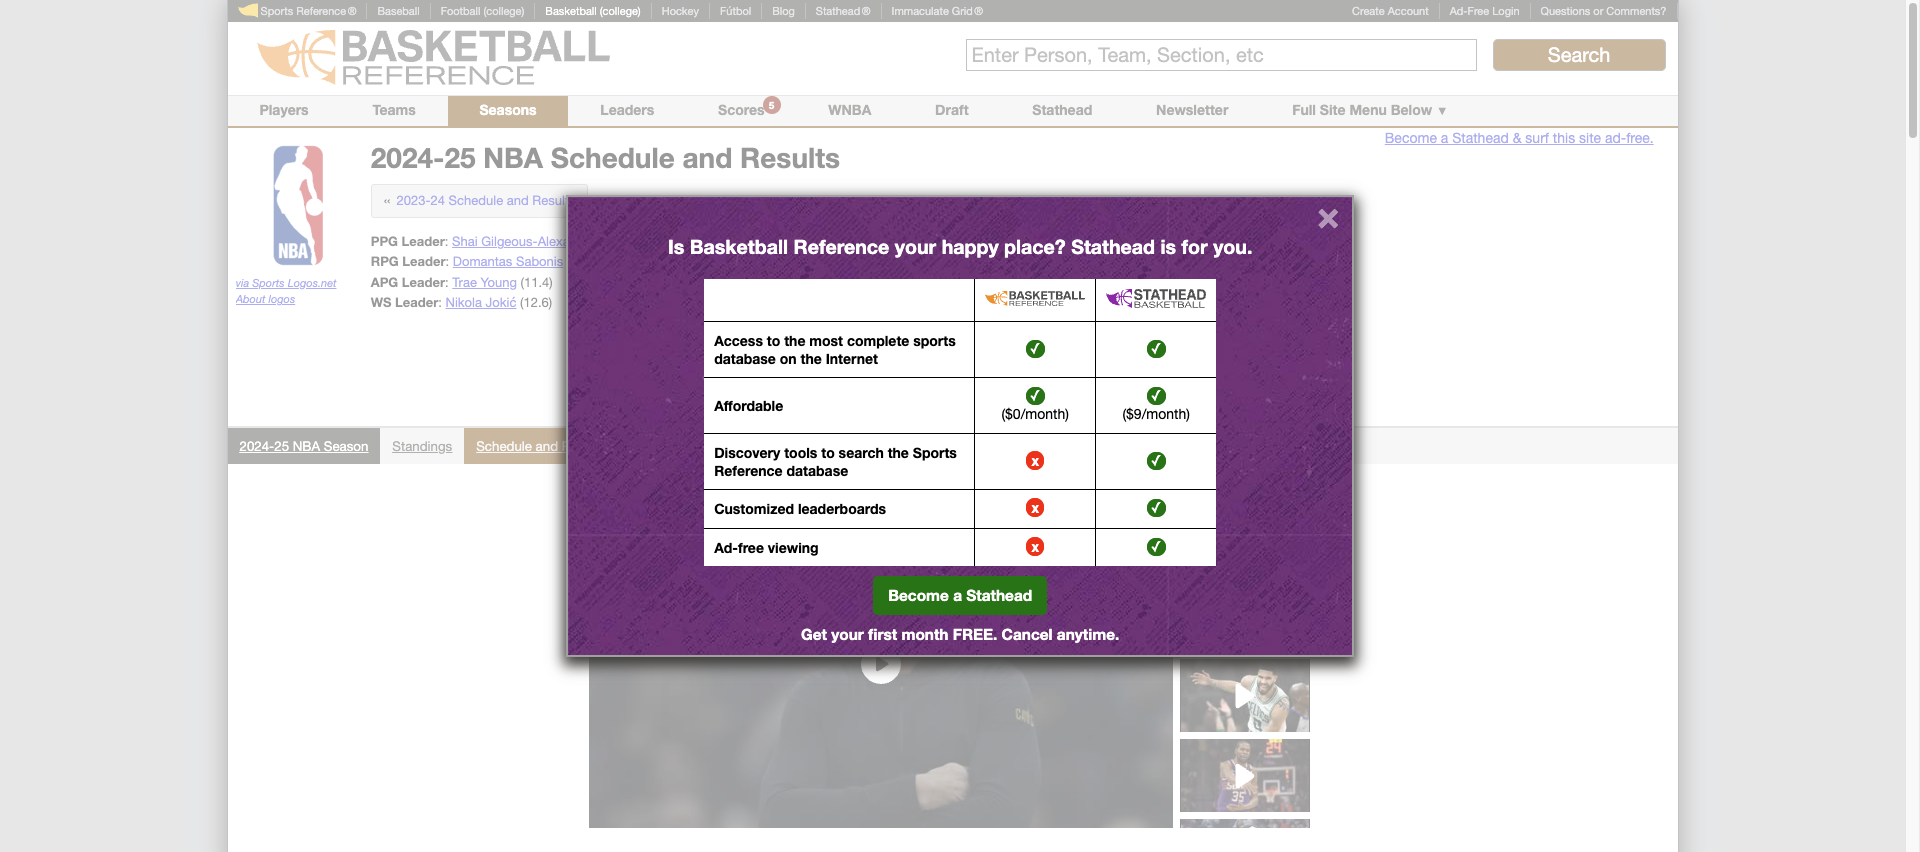 Sports Reference ® Baseball Football (college) Basketball (college) Hockey Fútbol Blog Stathead ® Immaculate Grid ® Create Account Ad-Free Login Questions or Comments?
BASKETBALL
REFERENCE
Enter Person, Team, Section, etc
Search
Players Teams Seasons Leaders Scores 5 WNBA Draft Stathead Newsletter Full Site Menu Below ▼
Become a Stathead & surf this site ad-free.
NBA
via Sports Logos.net
About logos
2024-25 NBA Schedule and Results
« 2023-24 Schedule and
PPG Leader: Shai
RPG Leader: Domantas Sabonis
APG Leader: Trae Young (11.4)
WS Leader: Nikola Jokić (12.6)
2024-25 NBA Season Standings Schedule and
Is Basketball Reference your happy place? Stathead is for you.
BASKETBALL
REFERENCE
STATHEAD
BASKETBALL
Access to the most complete sports
database on the Internet
Affordable
($0/month) ($9/month)
Discovery tools to search the Sports
Reference database
x
Customized leaderboards x
Ad-free viewing x
Become a Stathead
Get your first month FREE. Cancel anytime.
24
35